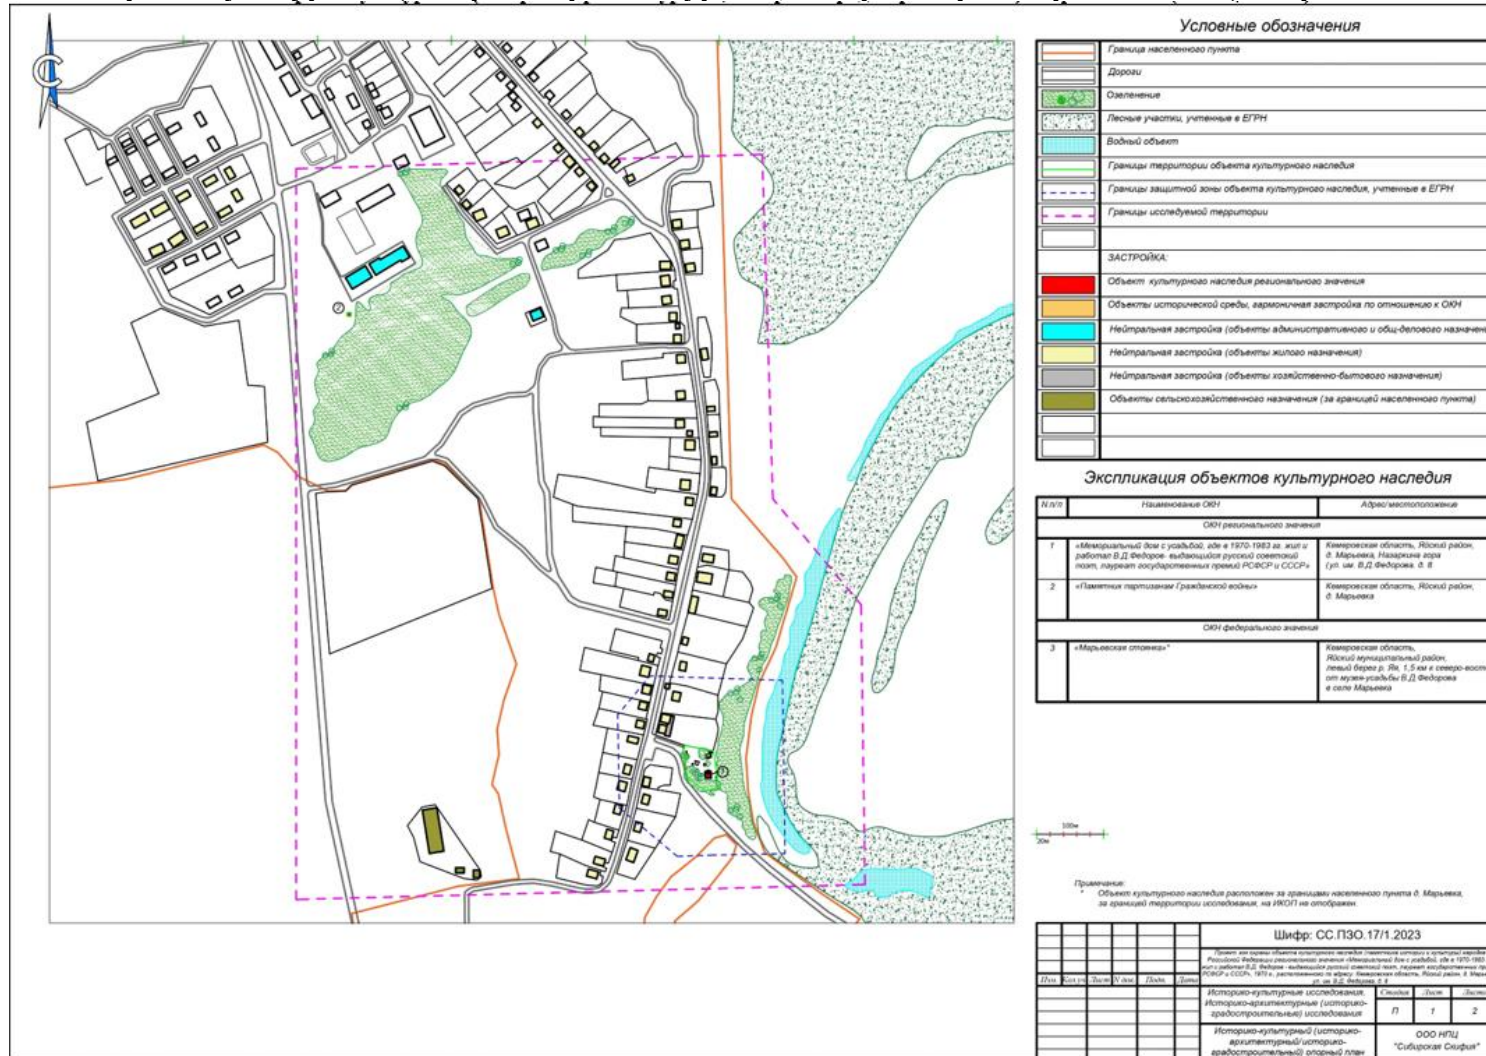 Условные обозначения
Граница населенного пункта
Дороги
Озеленение
Лесные участки, учтенные в ЕГРН
Водный объект
Границы территории объекта культурного наследия
Границы защитной зоны объекта культурного наследия, учтенные в ЕГРН
Границы исследуемой территории
ЗАСТРОЙКА:
Объект культурного наследия регионального значения
Объекты исторической среды, гармоничная застройка по отношению к ОКН
Нейтральная застройка (объекты административного и общ-делового назначен
Нейтральная застройка (объекты жилого назначения)
Нейтральная застройка (объекты хозяйственно-бытового назначения)
Объекты сельскохозяйственного назначения (за границей населенного пункта)
Экспликация объектов культурного наследия
N п/п Наименование ОКН Адрес/местоположение
ОКН регионального значения
1 «Мемориальный дом с усадьбой, где в 1970-1983 гг. жил и
работал В.Д.Федоров- выдающийся русский советский
поэт, лауреат государственных премий РСФСР и СССР»
Кемеровская область, Яйский район,
д. Марьевка, Назаркина гора
(ул. им. В.Д.Федорова, д. 8
2 «Памятник партизанам Гражданской войны»
Кемеровская область, Яйский район,
д. Марьевка
ОКН федерального значения
3 «Марьевская стоянка»*
Кемеровская область,
Яйский муниципальный район,
левый берег р. Яя, 1,5 км к северо-вост
от музея-усадьбы В.Д.Федорова
в селе Марьевка
100м
20м
Примечание:
* Объект культурного наследия расположен за границами населенного пункта д. Марьевка,
за границей территории исследования, на ИКОП не отображен.
Шифр: СС.ПЗО.17/1.2023
Изм. Кол.уч Лист N док. Подп. Дата
Историко-культурные исследования.
Историко-архитектурные (историко-
градостроительные) исследования
Стадия Лист
П 1 2
Историко-культурный (историко-
архитектурный/историко-
градостроительный) опорный план
ООО НПЦ
"Сибирская Скифия"